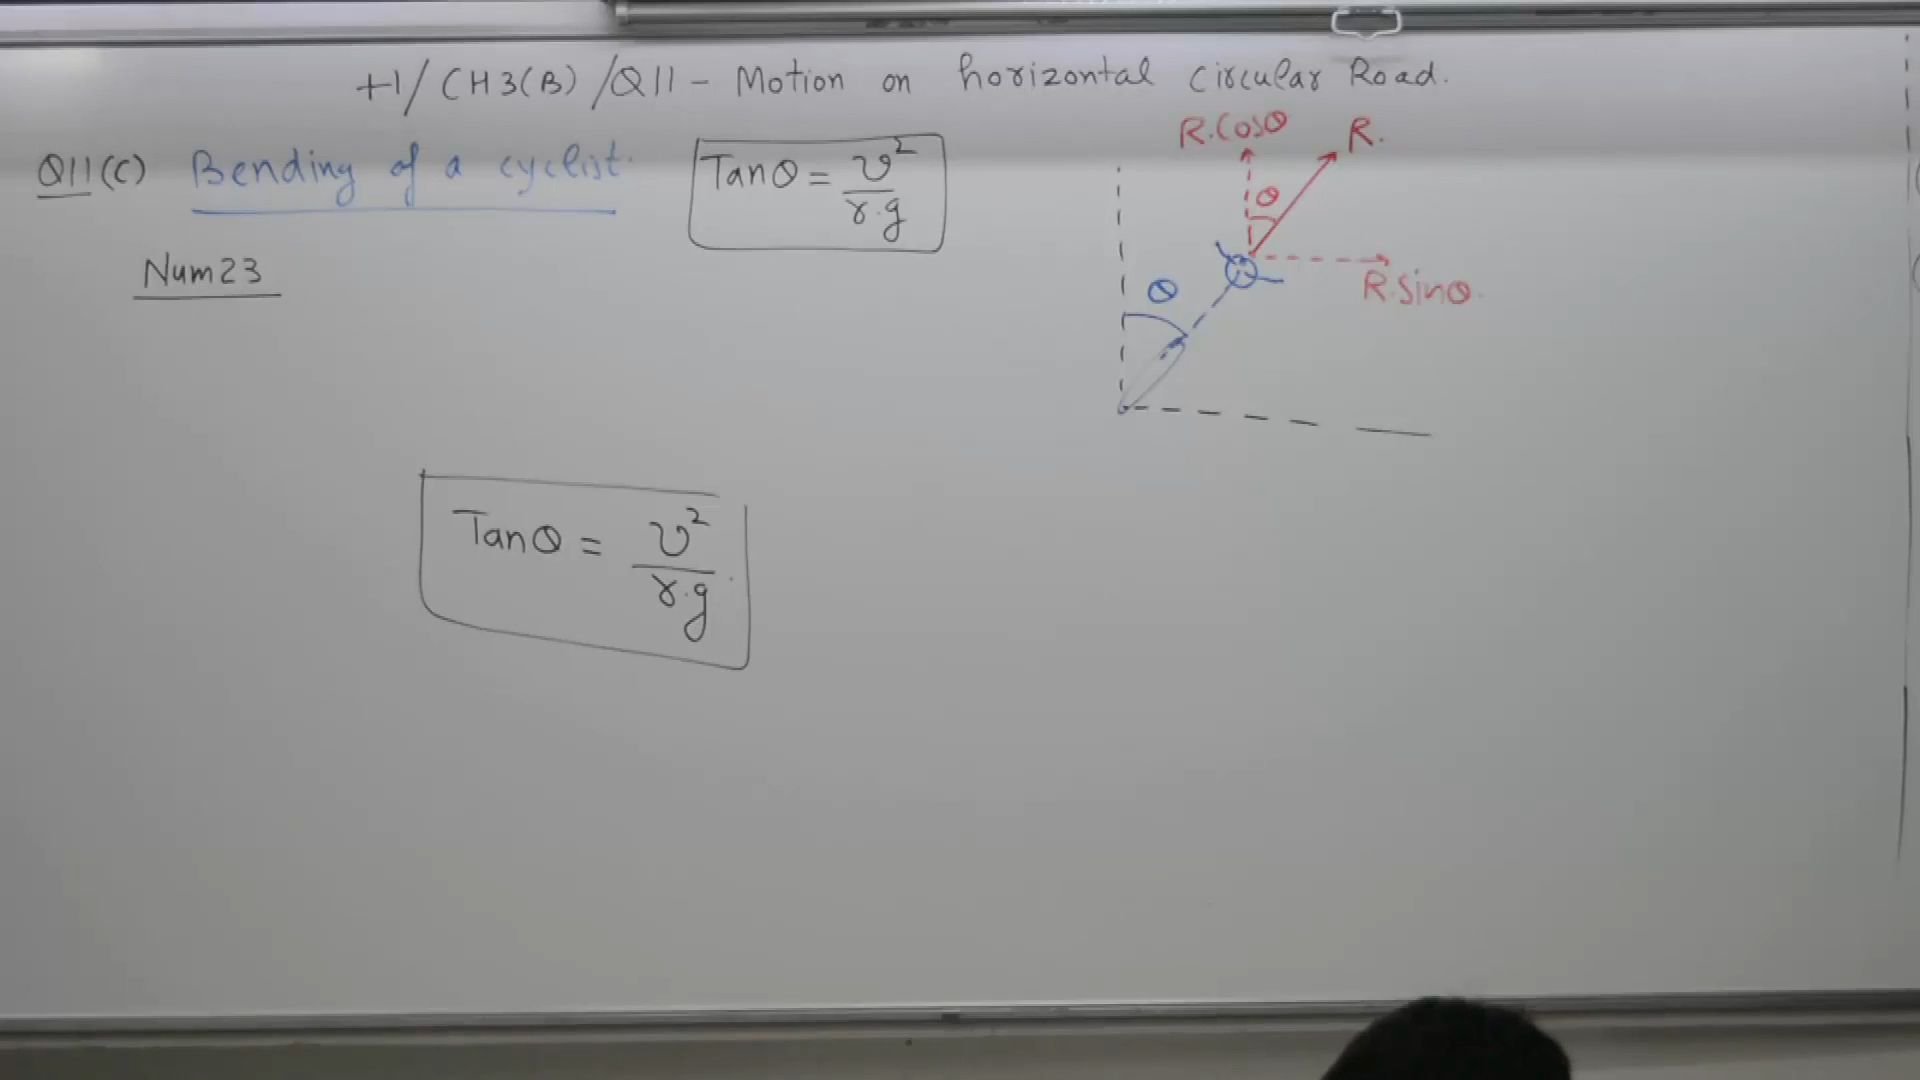 +1/CH3(B)/Q11 - Motion on horizontal Circular Road.
Q11(C) Bending of a cyclist. Tanθ = v²/r.g
R.Cosθ R.
θ
R.Sinθ.
Num23
θ
Tanθ = v²/r.g.